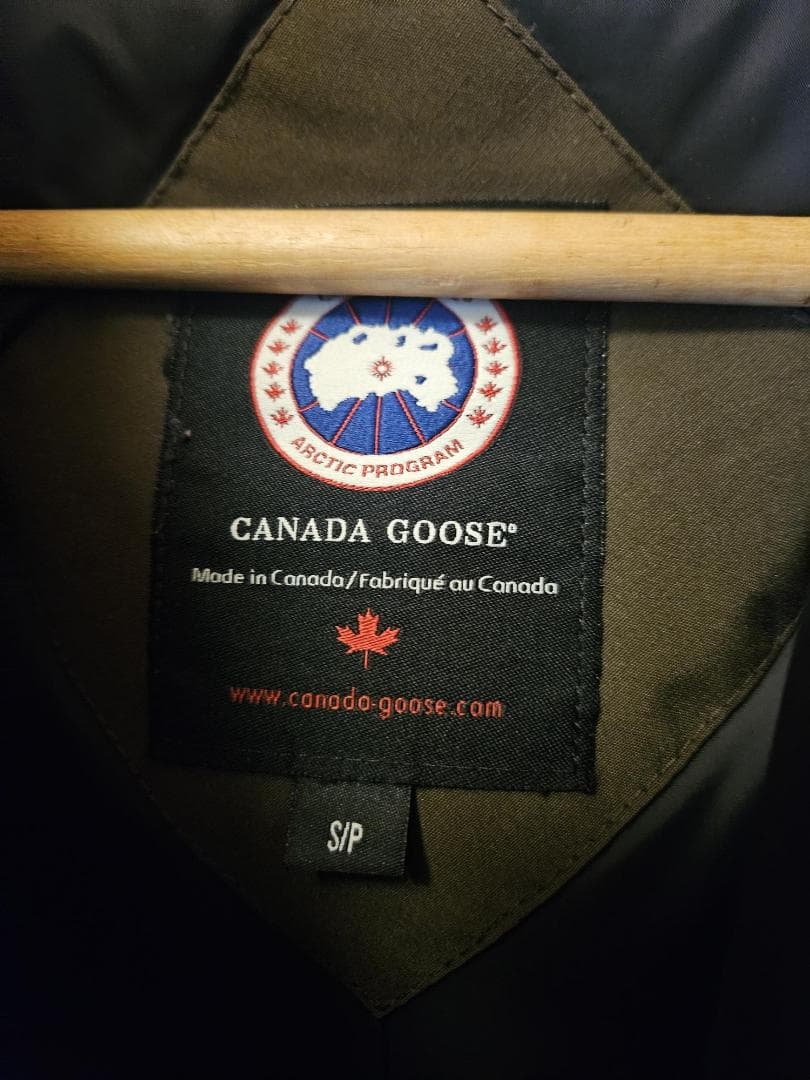 ARCTIC PROGRAM
CANADA GOOSE®
Made in Canada/Fabriqué au Canada
www.canada-goose.com
S/P